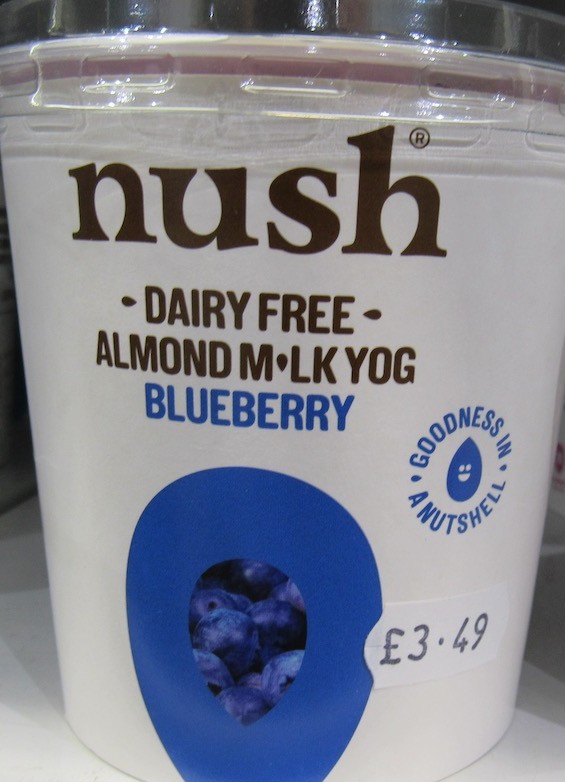 nush®
• DAIRY FREE •
ALMOND M•LK YOG
BLUEBERRY
• GOODNESS IN •
A NUTSHELL
£3.49